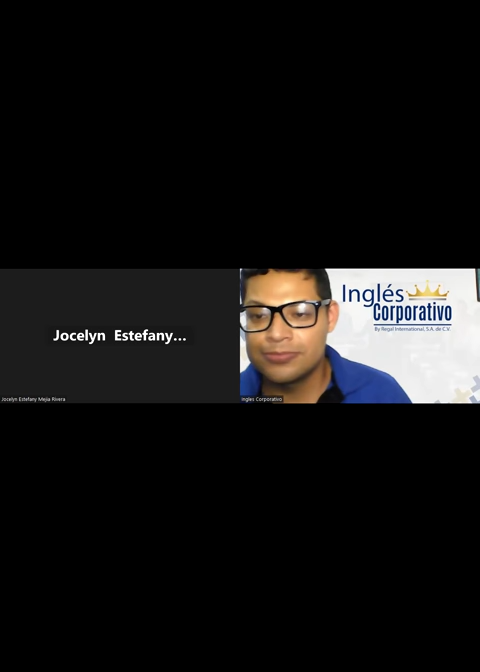 Jocelyn Estefany...
Jocelyn Estefany Mejia Rivera
Inglés
Corporativo
By Regal International, S.A. de C.V.
Ingles Corporativo